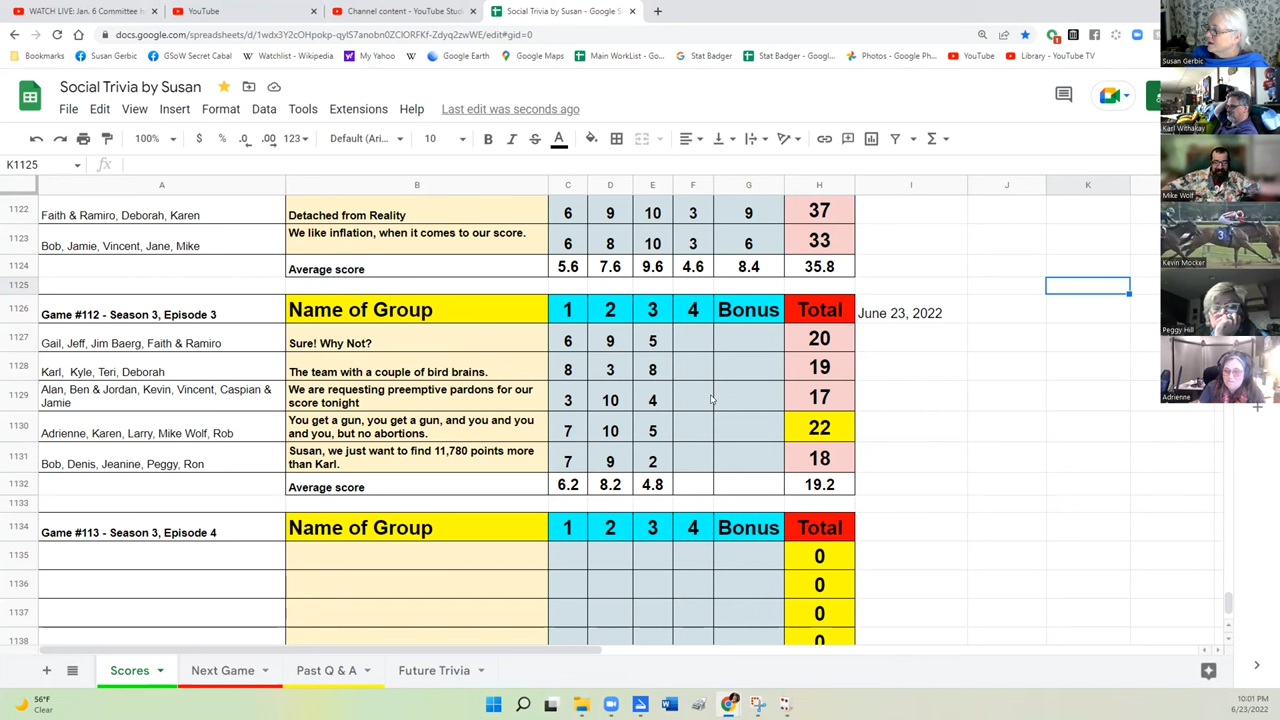 WATCH LIVE: Jan. 6 Committee h
YouTube
Channel content - YouTube Stud
Social Trivia by Susan - Google S
docs.google.com/spreadsheets/d/1wdx3Y2cOHpokp-qyIS7anobn0ZCIORFKf-Zdyq2zwWE/edit#gid=0
Bookmarks
Susan Gerbic
GSoW Secret Cabal
Watchlist - Wikipedia
My Yahoo
Google Earth
Google Maps
Main WorkList - Go...
Stat Badger
Stat Badger - Googl...
Photos - Google Ph...
YouTube
Library - YouTube TV
Social Trivia by Susan
File Edit View Insert Format Data Tools Extensions Last edit was seconds ago
100% $ % .0 .00 123 Default (Ari... 10 B I S A
K1125 fx
A B C D E F G H I J K
1122 Faith & Ramiro, Deborah, Karen Detached from Reality 6 9 10 3 9 37
1123 Bob, Jamie, Vincent, Jane, Mike We like inflation, when it comes to our score. 6 8 10 3 6 33
1124 Average score 5.6 7.6 9.6 4.6 8.4 35.8
1125
1126 Game #112 - Season 3, Episode 3 Name of Group 1 2 3 4 Bonus Total June 23, 2022
1127 Gail, Jeff, Jim Baerg, Faith & Ramiro Sure! Why Not? 6 9 5 20
1128 Karl, Kyle, Teri, Deborah The team with a couple of bird brains. 8 3 8 19
1129 Alan, Ben & Jordan, Kevin, Vincent, Caspian &
Jamie
We are requesting preemptive pardons for our
score tonight
3 10 4 17
1130 Adrienne, Karen, Larry, Mike Wolf, Rob
You get a gun, you get a gun, and you and you
and you, but no abortions.
7 10 5 22
1131 Bob, Denis, Jeanine, Peggy, Ron
Susan, we just want to find 11,780 points more
than Karl.
7 9 2 18
1132 Average score 6.2 8.2 4.8 19.2
1133
1134 Game #113 - Season 3, Episode 4 Name of Group 1 2 3 4 Bonus Total
1135 0
1136 0
1137 0
1138 0
Scores
Next Game
Past Q & A
Future Trivia
Susan Gerbic
Karl Withakay
Mike Wolf
3
Kevin Mocker
Peggy Hill
Adrienne
56°F
Clear
10:01 PM
6/23/2022